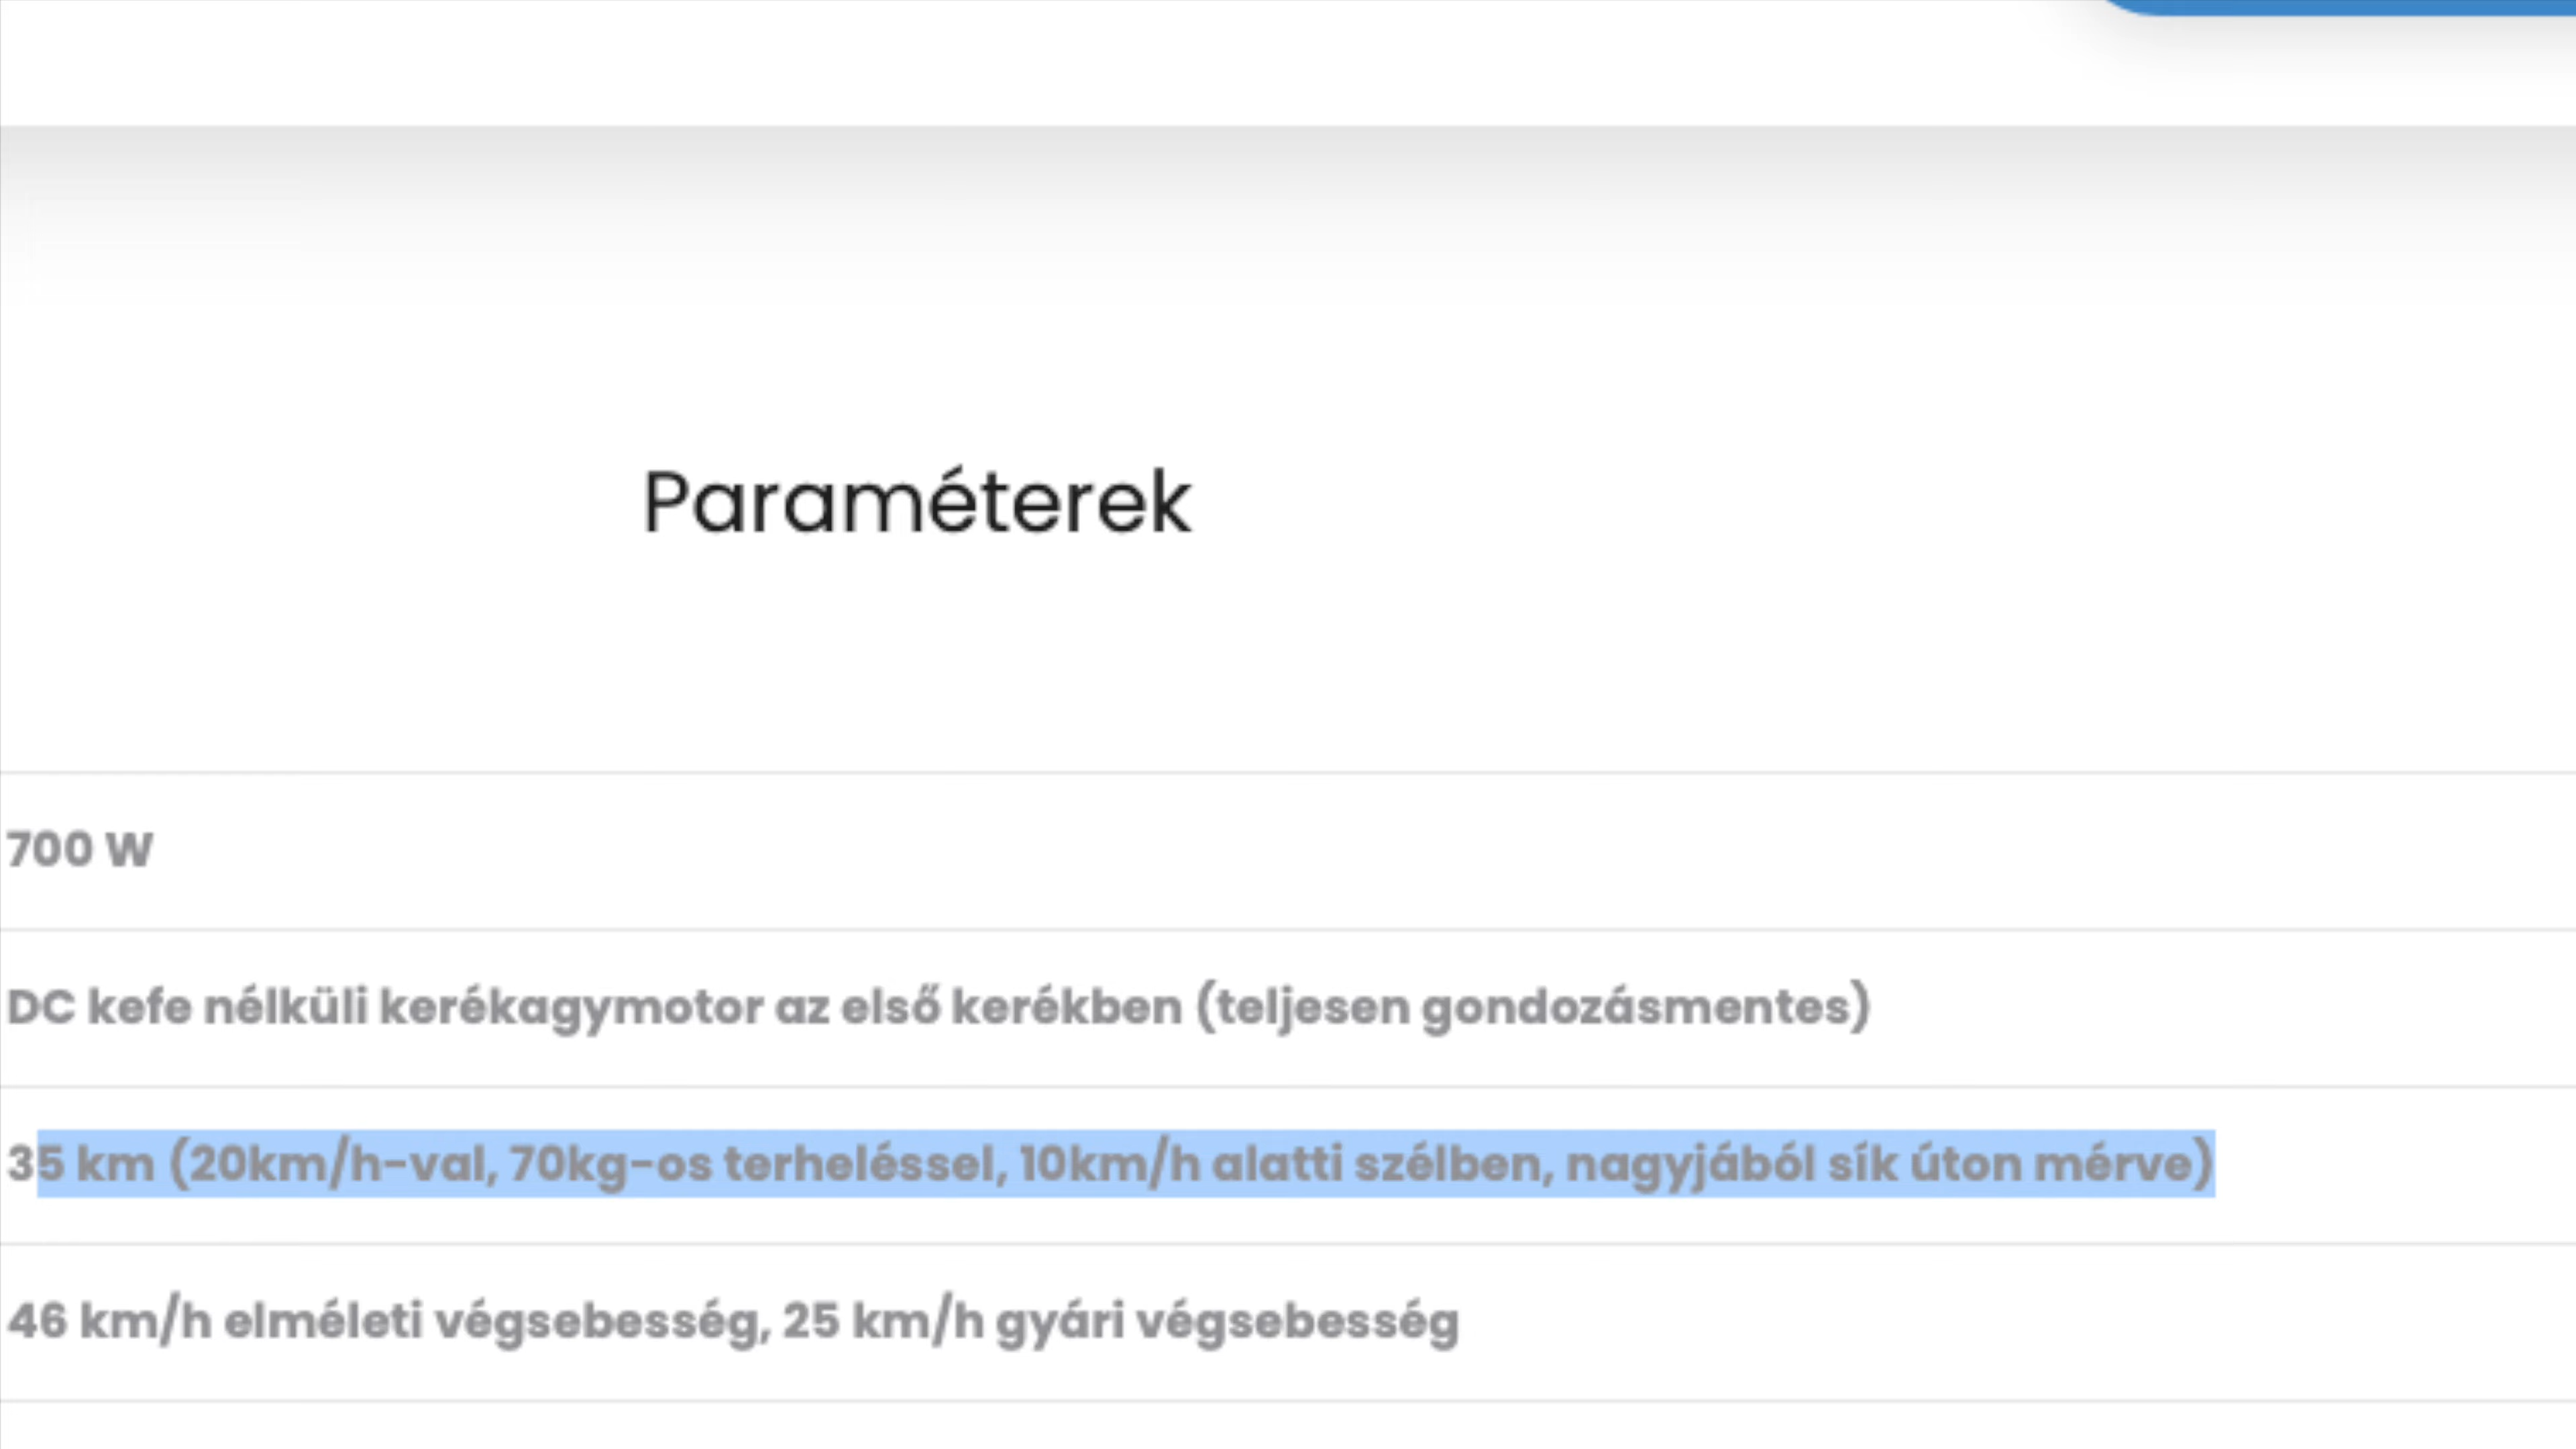 Paraméterek
700 W
DC kefe nélküli kerékagymotor az első kerékben (teljesen gondozásmentes)
35 km (20km/h-val, 70kg-os terheléssel, 10km/h alatti szélben, nagyjából sík úton mérve)
46 km/h elméleti végsebesség, 25 km/h gyári végsebesség